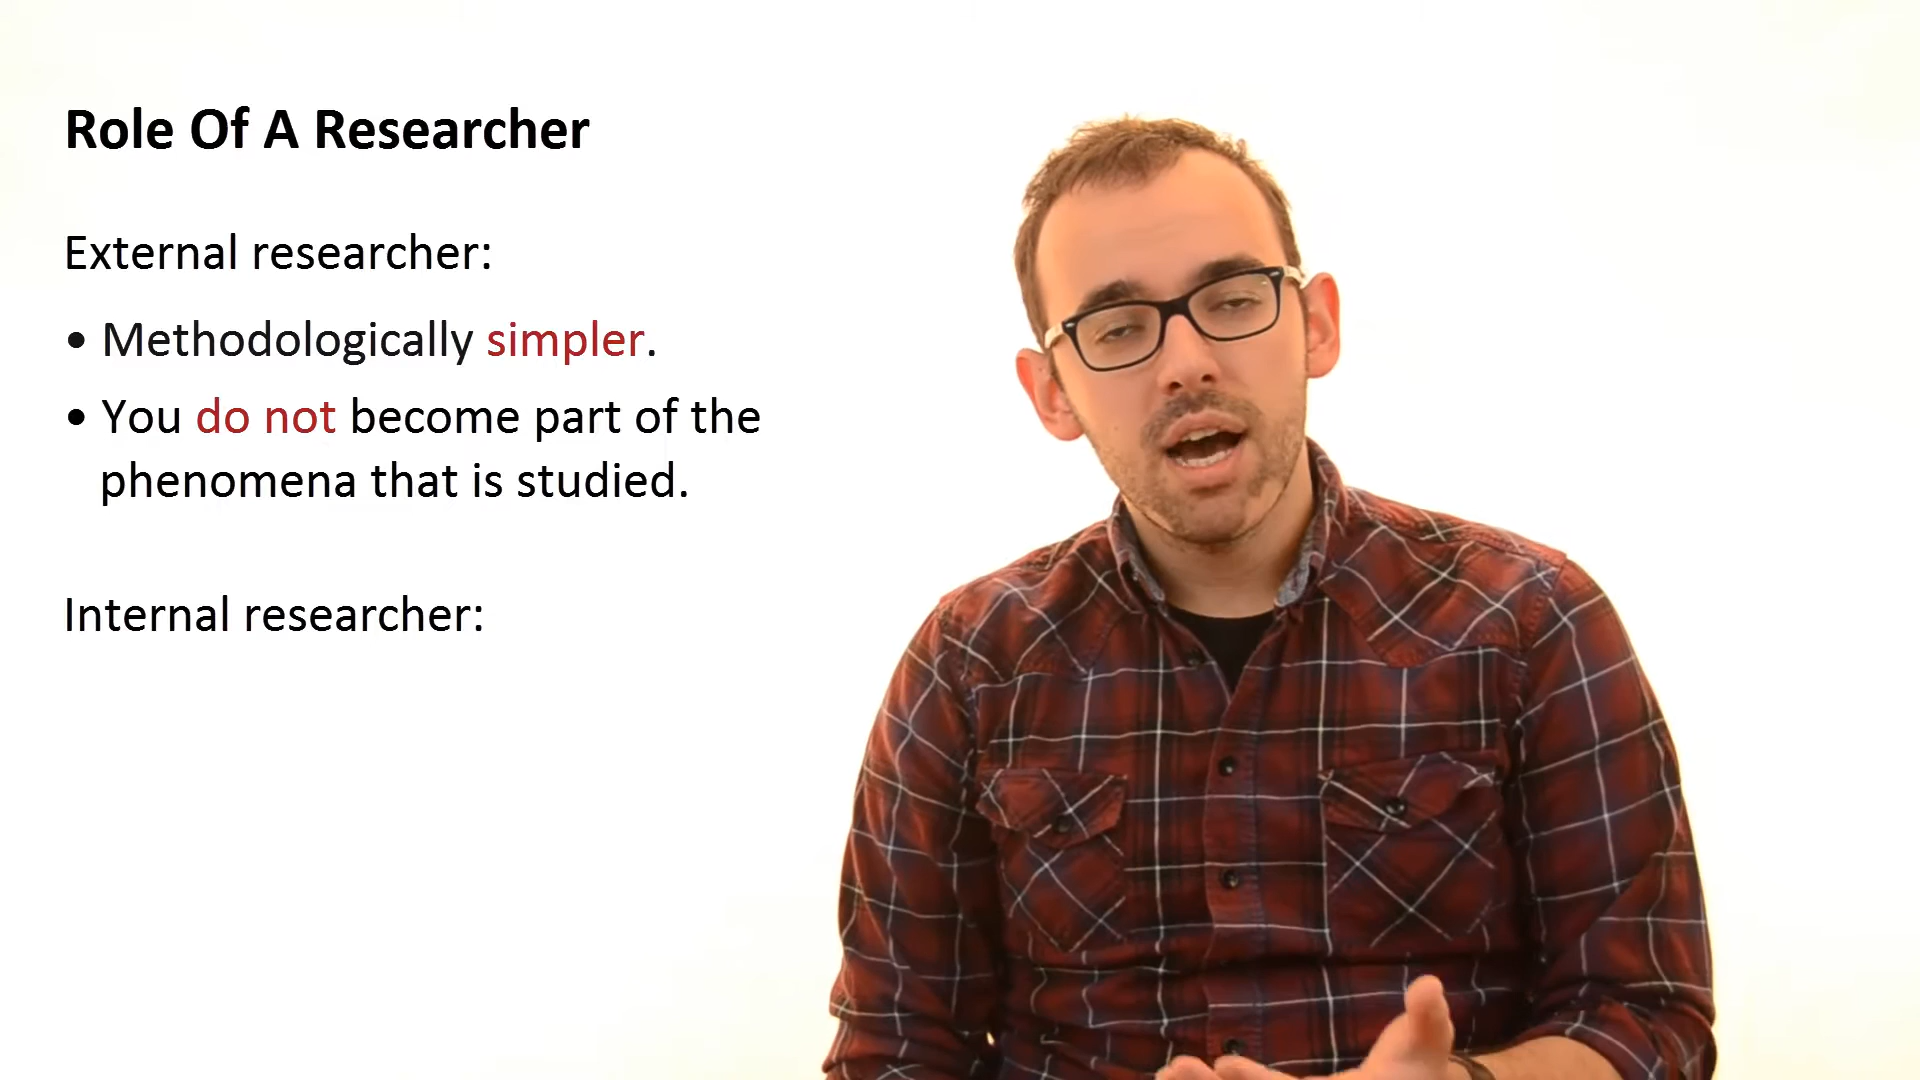 Role Of A Researcher
External researcher:
• Methodologically simpler.
• You do not become part of the
phenomena that is studied.
Internal researcher: